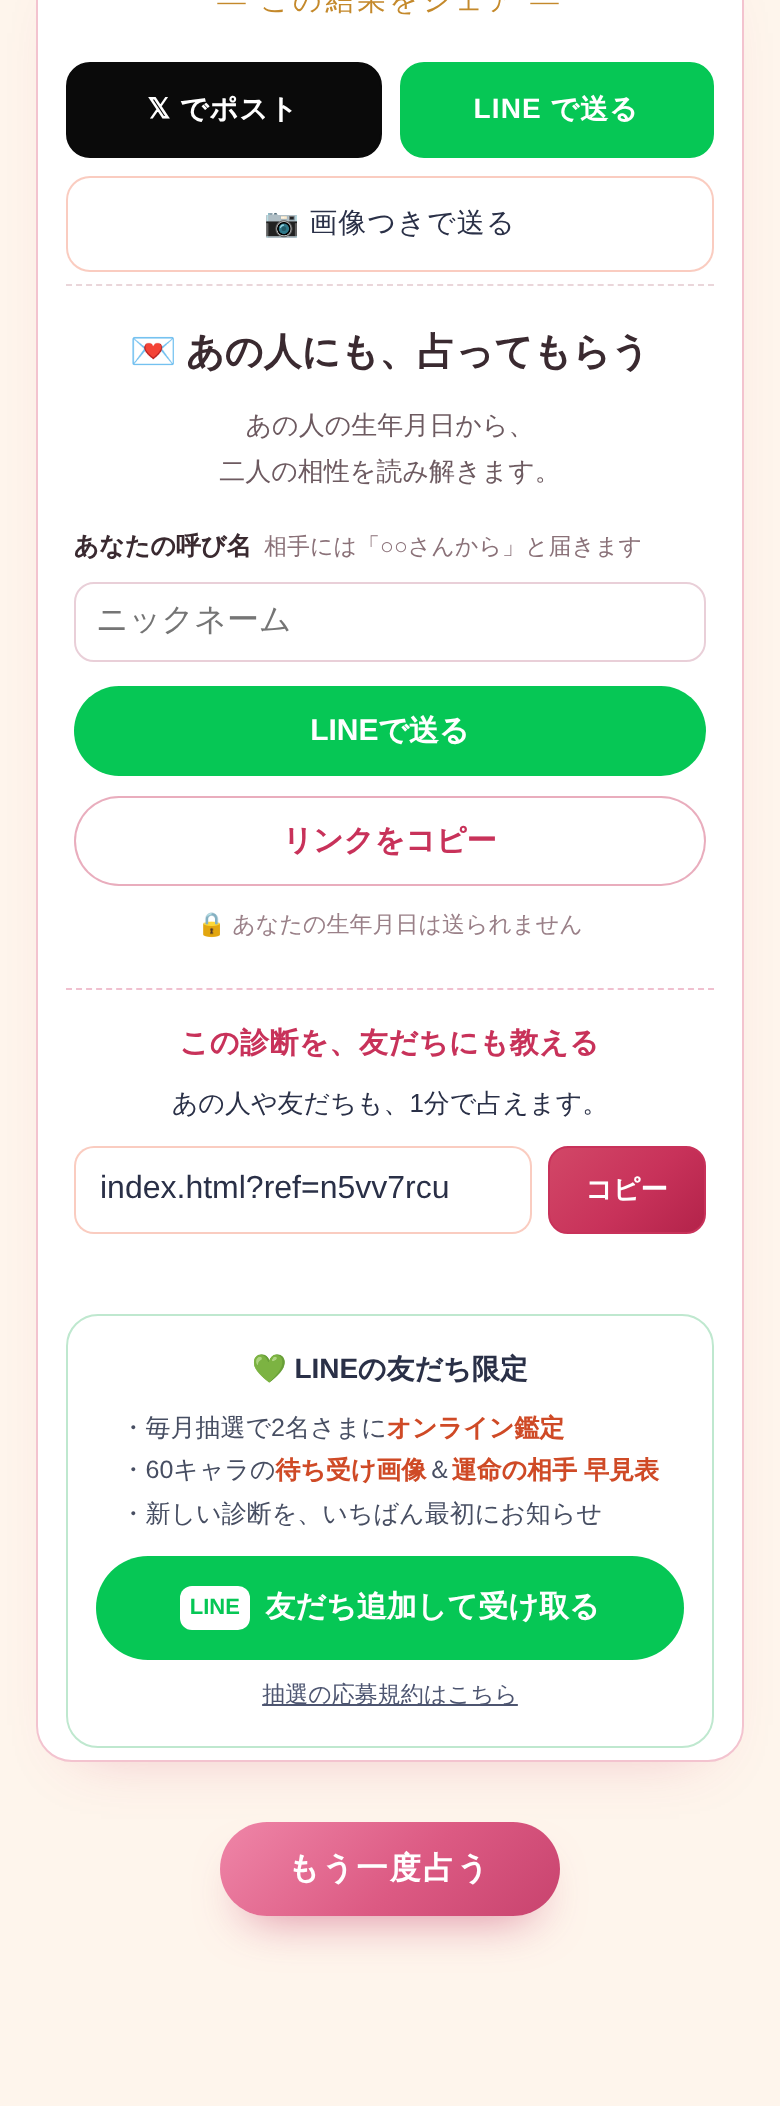 — この結果をシェア —
𝕏 でポスト
LINE で送る
📷 画像つきで送る
💌 あの人にも、占ってもらう
あの人の生年月日から、
二人の相性を読み解きます。
あなたの呼び名 相手には「○○さんから」と届きます
ニックネーム
LINEで送る
リンクをコピー
🔒 あなたの生年月日は送られません
この診断を、友だちにも教える
あの人や友だちも、1分で占えます。
index.html?ref=n5vv7rcu
コピー
💚 LINEの友だち限定
・毎月抽選で2名さまにオンライン鑑定
・60キャラの待ち受け画像＆運命の相手 早見表
・新しい診断を、いちばん最初にお知らせ
LINE 友だち追加して受け取る
抽選の応募規約はこちら
もう一度占う